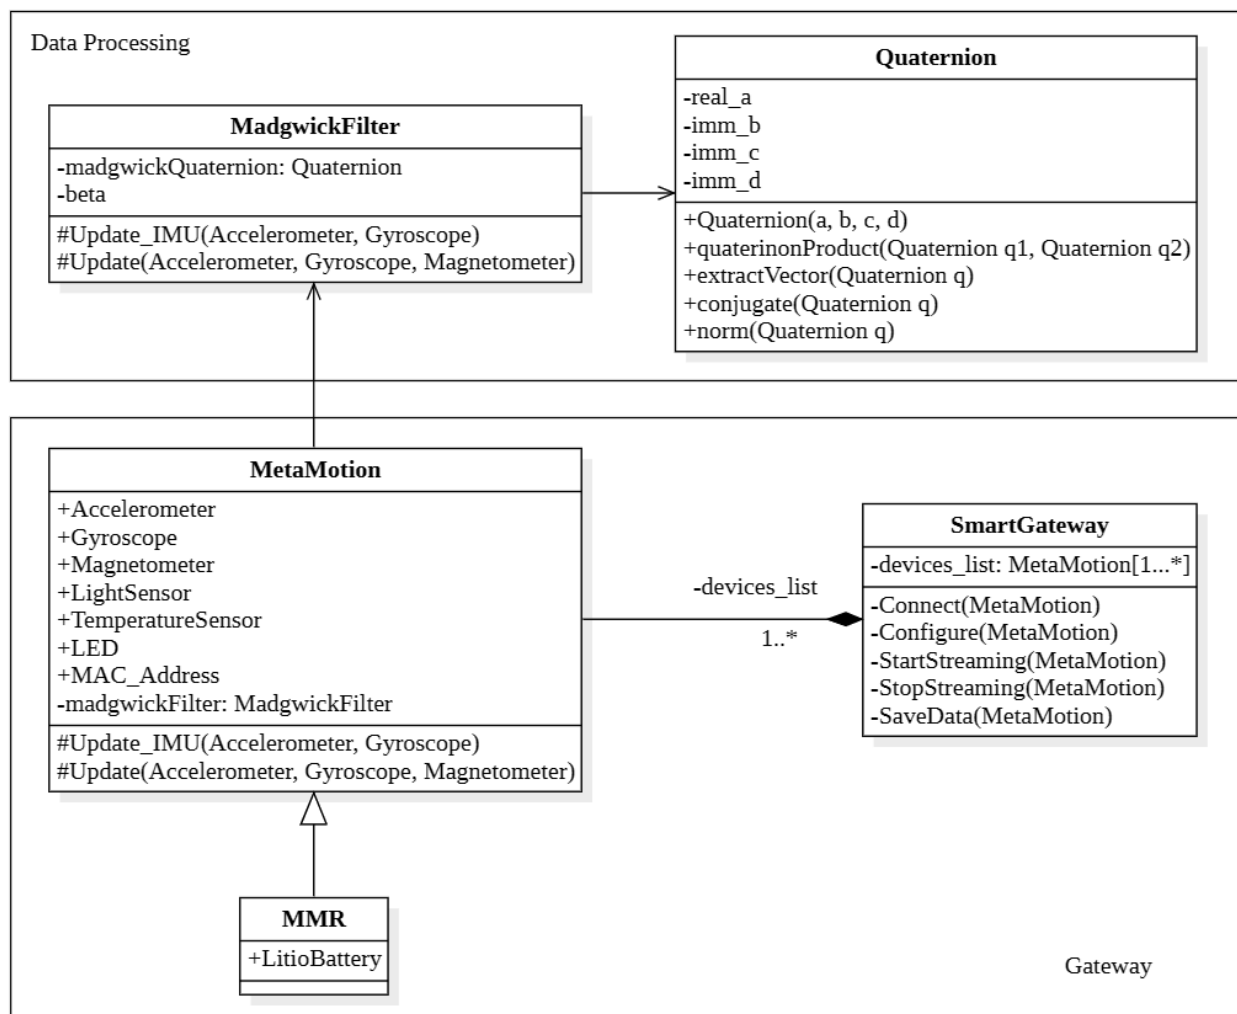 Data Processing
MadgwickFilter
-madgwickQuaternion: Quaternion
-beta
#Update_IMU(Accelerometer, Gyroscope)
#Update(Accelerometer, Gyroscope, Magnetometer)
Quaternion
-real_a
-imm_b
-imm_c
-imm_d
+Quaternion(a, b, c, d)
+quaterinonProduct(Quaternion q1, Quaternion q2)
+extractVector(Quaternion q)
+conjugate(Quaternion q)
+norm(Quaternion q)
MetaMotion
+Accelerometer
+Gyroscope
+Magnetometer
+LightSensor
+TemperatureSensor
+LED
+MAC_Address
-madgwickFilter: MadgwickFilter
#Update_IMU(Accelerometer, Gyroscope)
#Update(Accelerometer, Gyroscope, Magnetometer)
-devices_list
1..*
SmartGateway
-devices_list: MetaMotion[1...*]
-Connect(MetaMotion)
-Configure(MetaMotion)
-StartStreaming(MetaMotion)
-StopStreaming(MetaMotion)
-SaveData(MetaMotion)
MMR
+LitioBattery
Gateway